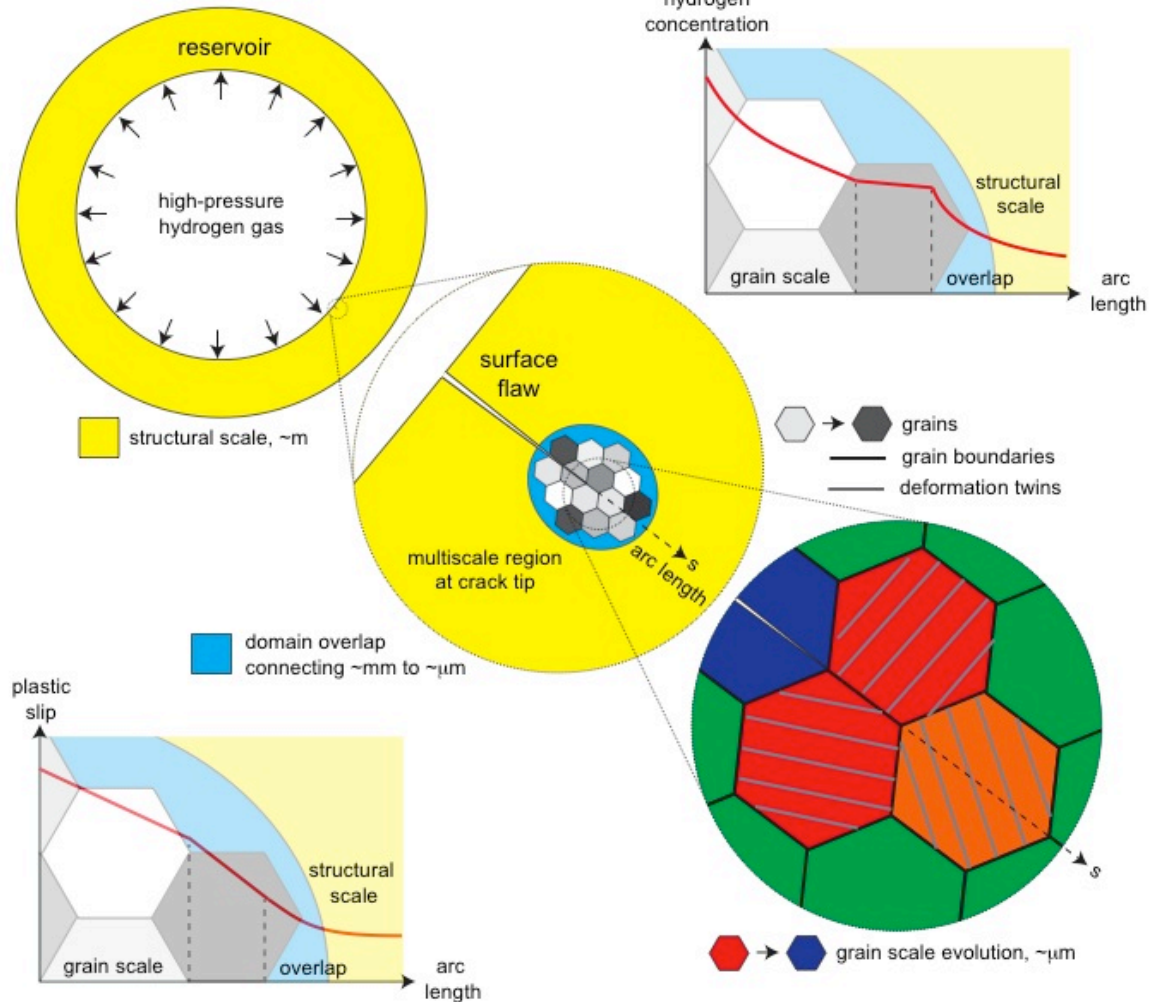 reservoir
high-pressure
hydrogen gas
structural scale, ~m
hydrogen
concentration
structural
scale
grain scale
overlap
arc
length
surface
flaw
multiscale region
at crack tip
s
arc length
grains
grain boundaries
deformation twins
domain overlap
connecting ~mm to ~μm
plastic
slip
structural
scale
grain scale
overlap
arc
length
s
grain scale evolution, ~μm